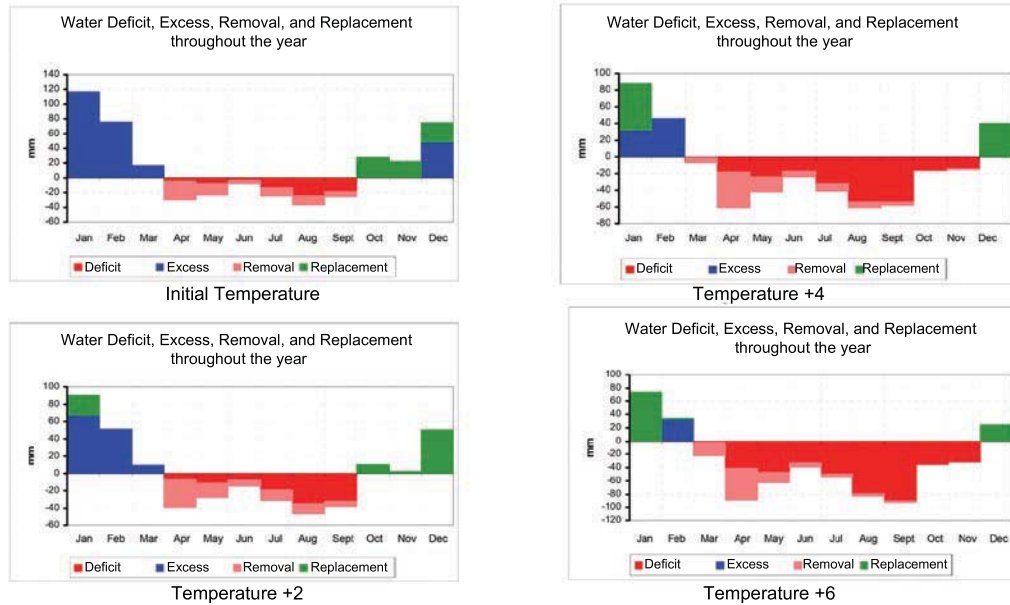 Water Deficit, Excess, Removal, and Replacement
throughout the year
140
120
100
80
60
40
20
0
-20
-40
-60
mm
Jan Feb Mar Apr May Jun Jul Aug Sept Oct Nov Dec
Deficit Excess Removal Replacement
Initial Temperature
Water Deficit, Excess, Removal, and Replacement
throughout the year
100
80
60
40
20
0
-20
-40
-60
-80
mm
Jan Feb Mar Apr May Jun Jul Aug Sept Oct Nov Dec
Deficit Excess Removal Replacement
Temperature +4
Water Deficit, Excess, Removal, and Replacement
throughout the year
100
80
60
40
20
0
-20
-40
-60
mm
Jan Feb Mar Apr May Jun Jul Aug Sept Oct Nov Dec
Deficit Excess Removal Replacement
Temperature +2
Water Deficit, Excess, Removal, and Replacement
throughout the year
100
80
60
40
20
0
-20
-40
-60
-80
-100
-120
mm
Jan Feb Mar Apr May Jun Jul Aug Sept Oct Nov Dec
Deficit Excess Removal Replacement
Temperature +6